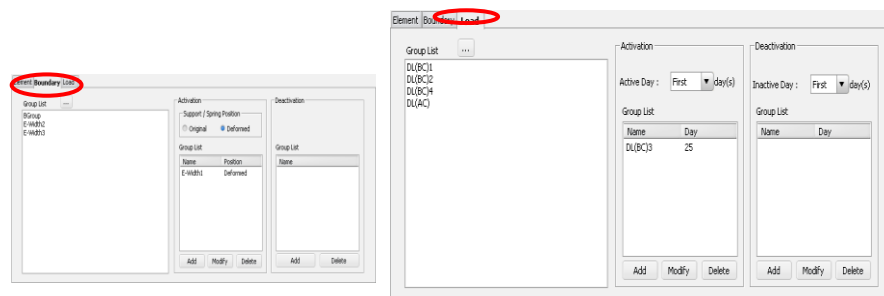 Element Boundary Load
Group List ...
BGroup
E-Width2
E-Width3
Activation
Support / Spring Position
Original Deformed
Group List
Name Position
E-Width1 Deformed
Add Modify Delete
Deactivation
Group List
Name
Add Delete
Element Boundary Load
Group List ...
DL(BC)1
DL(BC)2
DL(BC)4
DL(AC)
Activation
Active Day : First day(s)
Group List
Name Day
DL(BC)3 25
Add Modify Delete
Deactivation
Inactive Day : First day(s)
Group List
Name Day
Add Modify Delete